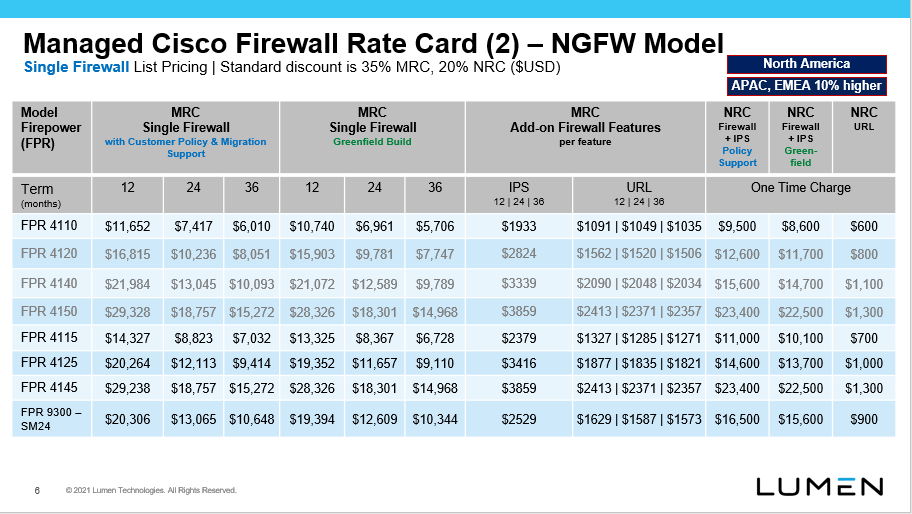 Managed Cisco Firewall Rate Card (2) – NGFW Model
Single Firewall List Pricing | Standard discount is 35% MRC, 20% NRC ($USD)
North America
APAC, EMEA 10% higher
Model Firepower (FPR) MRC Single Firewall with Customer Policy & Migration Support MRC Single Firewall Greenfield Build MRC Add-on Firewall Features per feature NRC Firewall + IPS Policy Support NRC Firewall + IPS Green-field NRC URL
Term (months) 12 24 36 12 24 36 IPS 12 | 24 | 36 URL 12 | 24 | 36 One Time Charge
FPR 4110 $11,652 $7,417 $6,010 $10,740 $6,961 $5,706 $1933 $1091 | $1049 | $1035 $9,500 $8,600 $600
FPR 4120 $16,815 $10,236 $8,051 $15,903 $9,781 $7,747 $2824 $1562 | $1520 | $1506 $12,600 $11,700 $800
FPR 4140 $21,984 $13,045 $10,093 $21,072 $12,589 $9,789 $3339 $2090 | $2048 | $2034 $15,600 $14,700 $1,100
FPR 4150 $29,328 $18,757 $15,272 $28,326 $18,301 $14,968 $3859 $2413 | $2371 | $2357 $23,400 $22,500 $1,300
FPR 4115 $14,327 $8,823 $7,032 $13,325 $8,367 $6,728 $2379 $1327 | $1285 | $1271 $11,000 $10,100 $700
FPR 4125 $20,264 $12,113 $9,414 $19,352 $11,657 $9,110 $3416 $1877 | $1835 | $1821 $14,600 $13,700 $1,000
FPR 4145 $29,238 $18,757 $15,272 $28,326 $18,301 $14,968 $3859 $2413 | $2371 | $2357 $23,400 $22,500 $1,300
FPR 9300 – SM24 $20,306 $13,065 $10,648 $19,394 $12,609 $10,344 $2529 $1629 | $1587 | $1573 $16,500 $15,600 $900
6 © 2021 Lumen Technologies. All Rights Reserved.
LUMEN